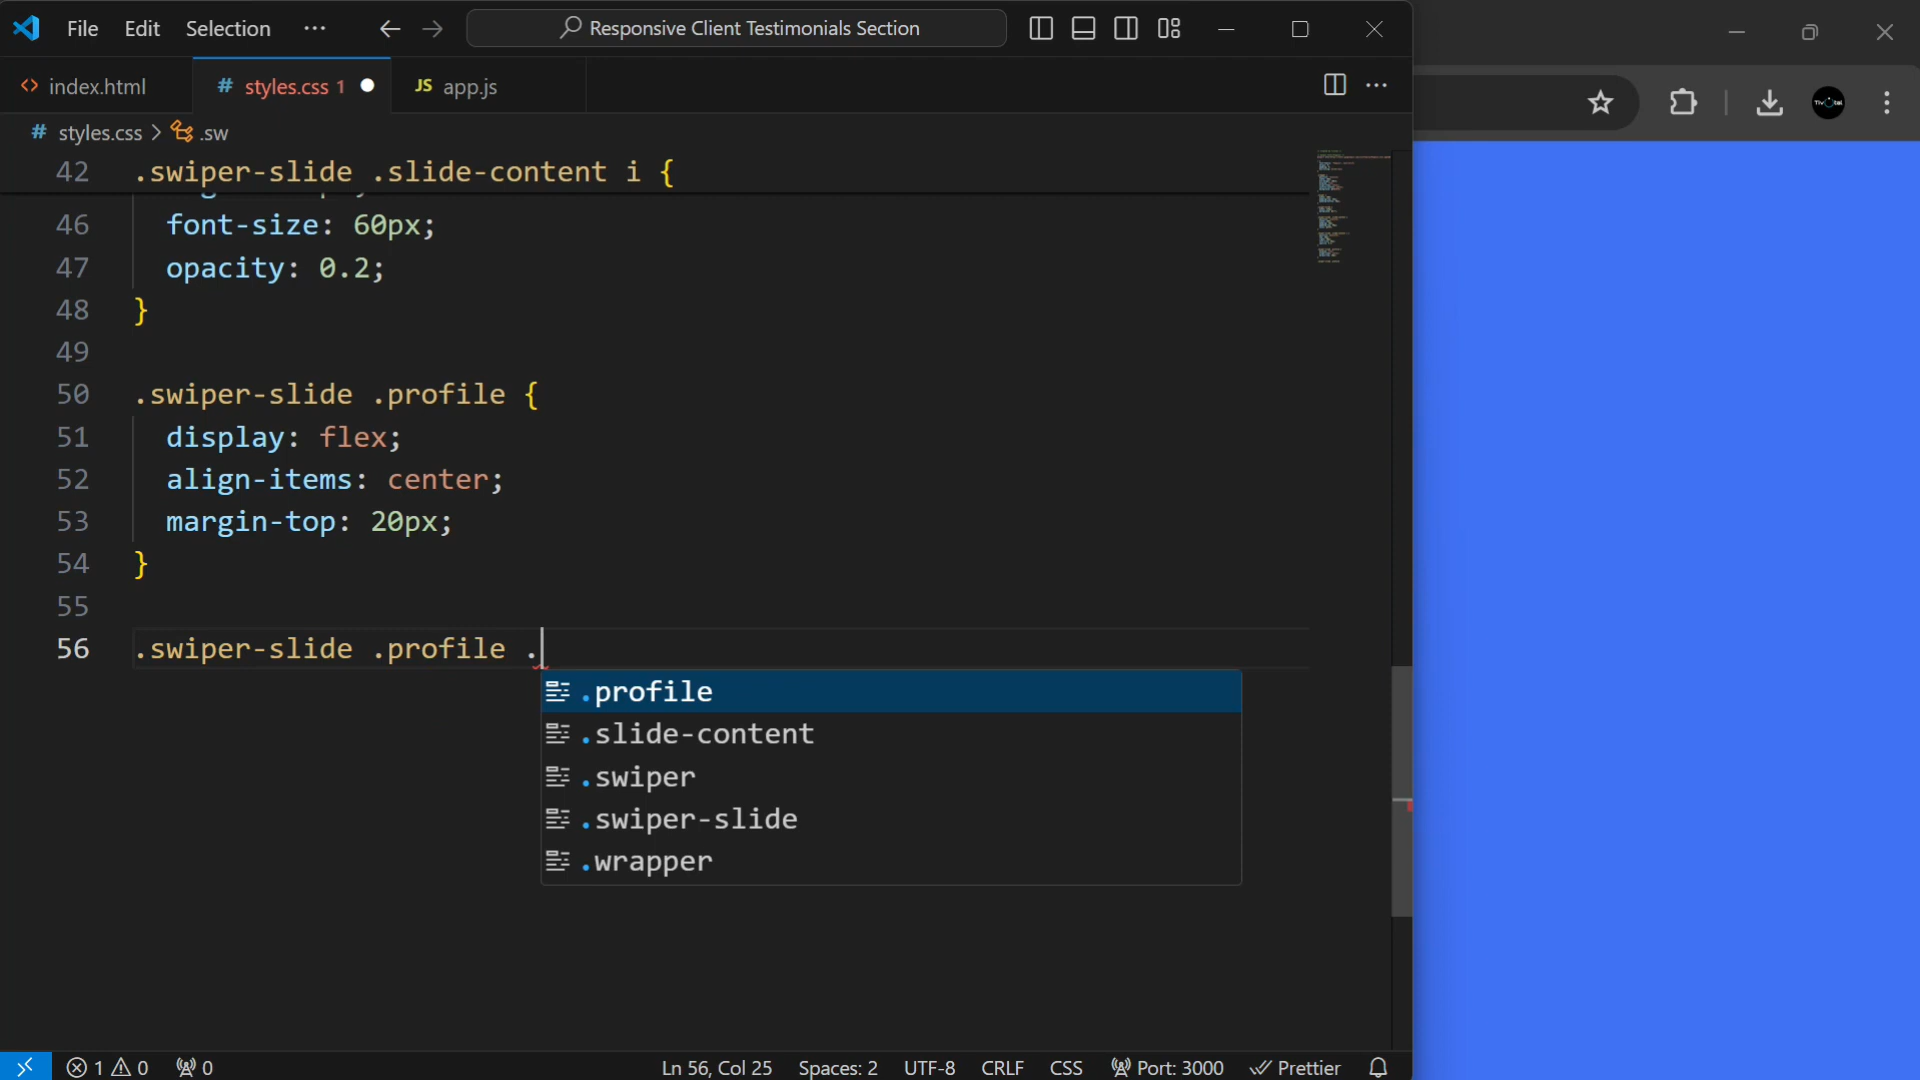 File Edit Selection ··· Responsive Client Testimonials Section
index.html # styles.css 1 JS app.js
# styles.css > .sw
42 .swiper-slide .slide-content i {
46 font-size: 60px;
47 opacity: 0.2;
48 }
49
50 .swiper-slide .profile {
51 display: flex;
52 align-items: center;
53 margin-top: 20px;
54 }
55
56 .swiper-slide .profile .
.profile
.slide-content
.swiper
.swiper-slide
.wrapper
1 0 0 Ln 56, Col 25 Spaces: 2 UTF-8 CRLF CSS Port: 3000 Prettier